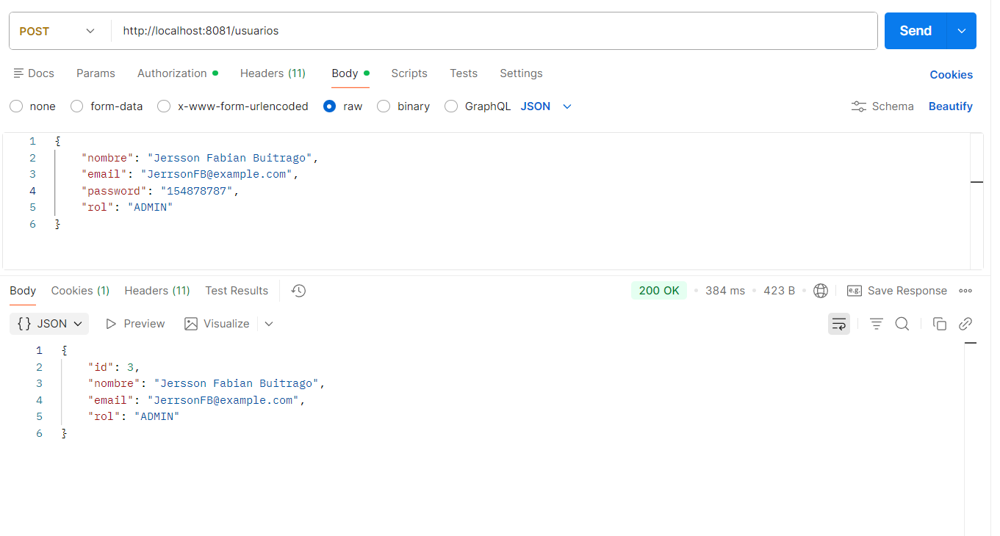 POST http://localhost:8081/usuarios Send
Docs Params Authorization Headers (11) Body Scripts Tests Settings Cookies
none form-data x-www-form-urlencoded raw binary GraphQL JSON Schema Beautify
1 {
2 "nombre": "Jersson Fabian Buitrago",
3 "email": "JerrsonFB@example.com",
4 "password": "154878787",
5 "rol": "ADMIN"
6 }
Body Cookies (1) Headers (11) Test Results 200 OK • 384 ms • 423 B • e.g. Save Response
{} JSON Preview Visualize
1 {
2 "id": 3,
3 "nombre": "Jersson Fabian Buitrago",
4 "email": "JerrsonFB@example.com",
5 "rol": "ADMIN"
6 }